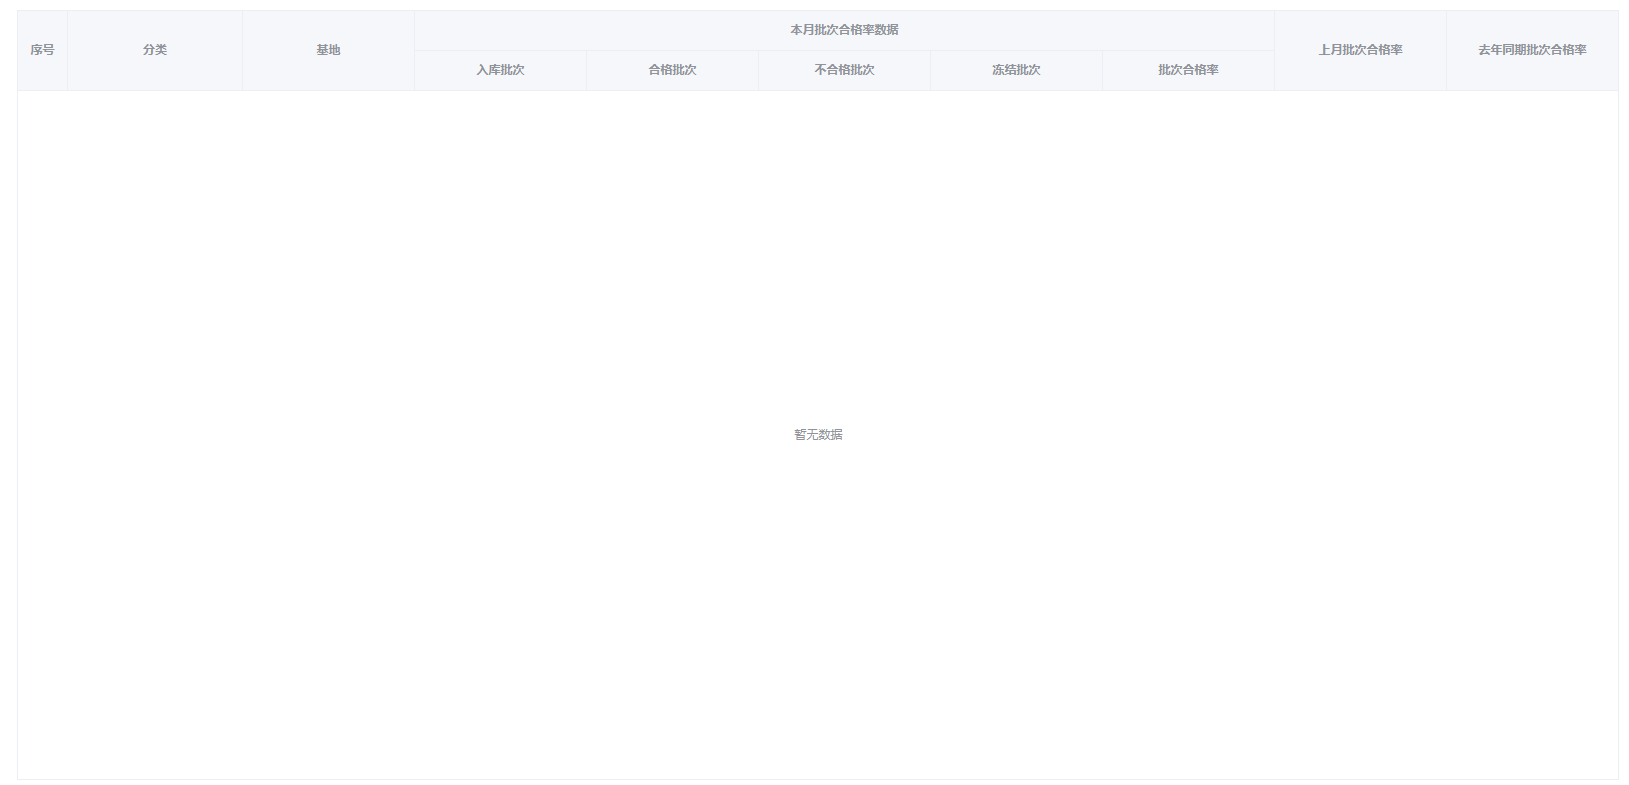 序号
分类
基地
本月批次合格率数据
入库批次
合格批次
不合格批次
冻结批次
批次合格率
上月批次合格率
去年同期批次合格率
暂无数据